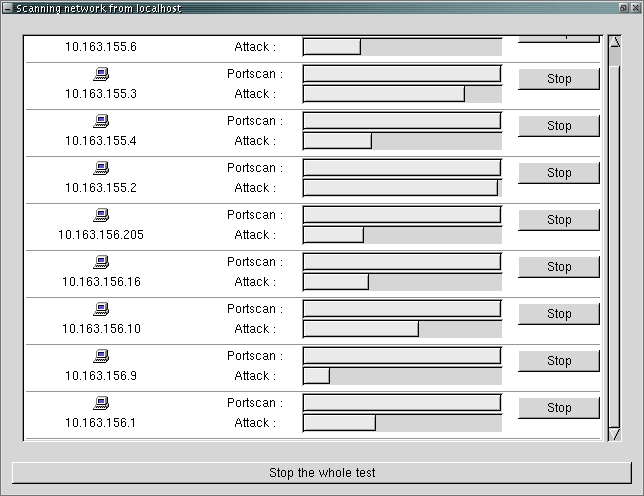 Scanning network from localhost
10.163.155.6 Attack :
Portscan :
10.163.155.3 Attack : Stop
Portscan :
10.163.155.4 Attack : Stop
Portscan :
10.163.155.2 Attack : Stop
Portscan :
10.163.156.205 Attack : Stop
Portscan :
10.163.156.16 Attack : Stop
Portscan :
10.163.156.10 Attack : Stop
Portscan :
10.163.156.9 Attack : Stop
Portscan :
10.163.156.1 Attack : Stop
Stop the whole test